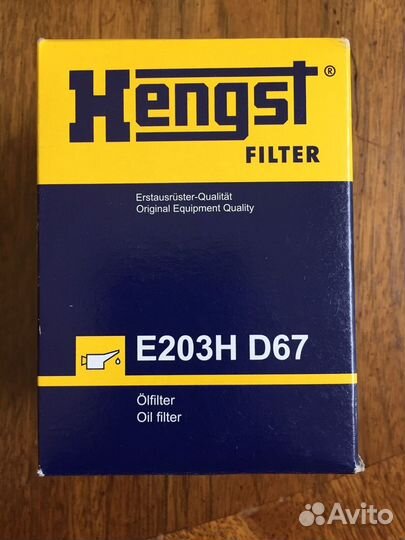 Hengst®
FILTER
Erstausrüster-Qualität
Original Equipment Quality
E203H D67
Ölfilter
Oil filter
Avito